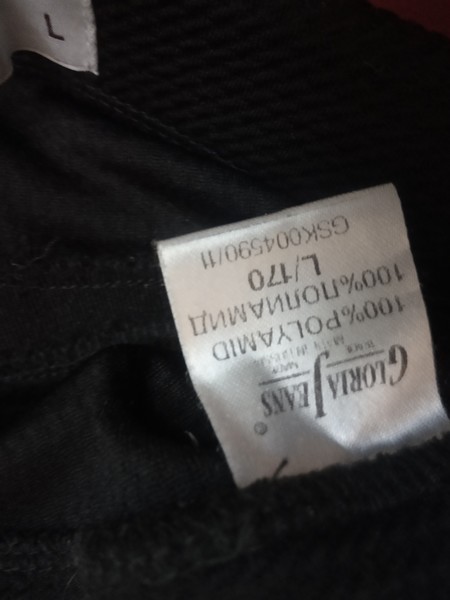 L
GLORIA JEANS®
100%POLYAMID
100%ПОЛИАМИД
L/170
GSK004590/11